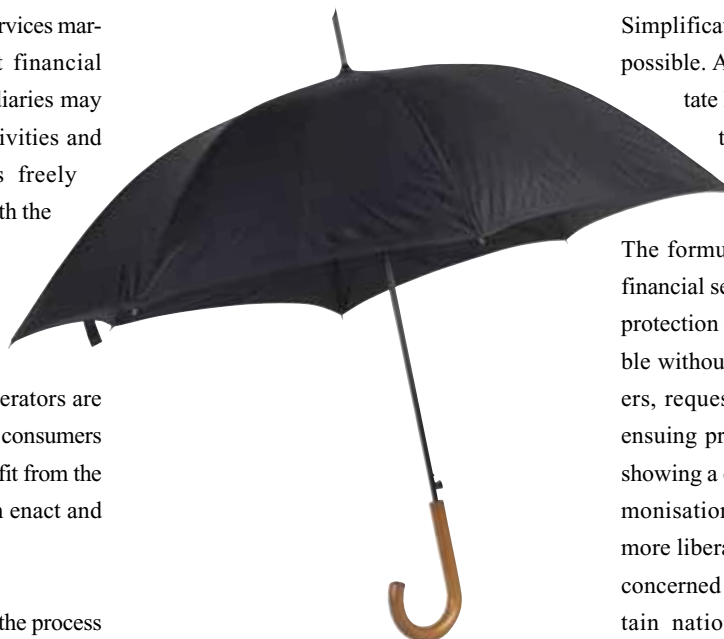 rvices mar-
financial
diaries may
ivities and
s freely
th the
erators are
consumers
fit from the
enact and
the process
Simplifica
possible. A
tate
t
The formu
financial se
protection
ble withou
ers, reques
ensuing pr
showing a
monisation
more libera
concerned
tain natio